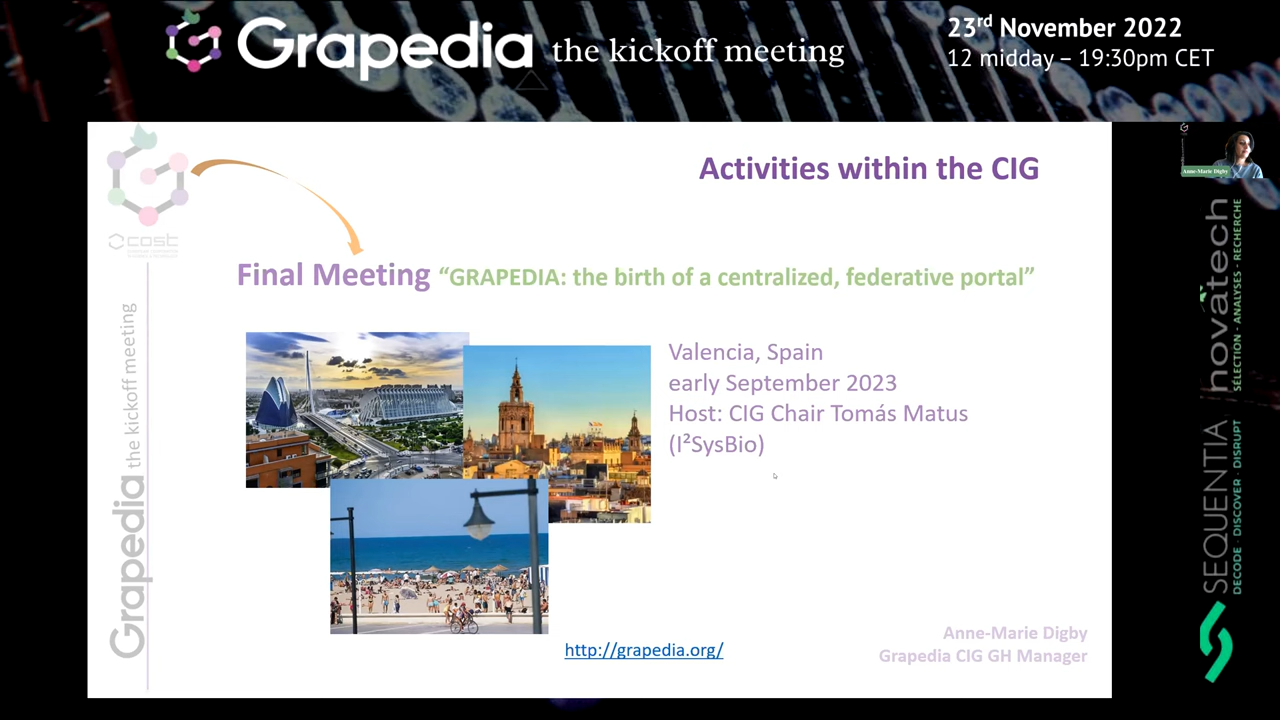 Grapedia the kickoff meeting
23rd November 2022
12 midday – 19:30pm CET
Activities within the CIG
cost
Final Meeting “GRAPEDIA: the birth of a centralized, federative portal”
Valencia, Spain
early September 2023
Host: CIG Chair Tomás Matus
(I²SysBio)
http://grapedia.org/
Anne-Marie Digby
Grapedia CIG GH Manager
Grapedia the kickoff meeting
Anne-Marie Digby
novatech
SÉLECTION - ANALYSES - RECHERCHE
SEQUENTIA
DECODE · DISCOVER · DISRUPT